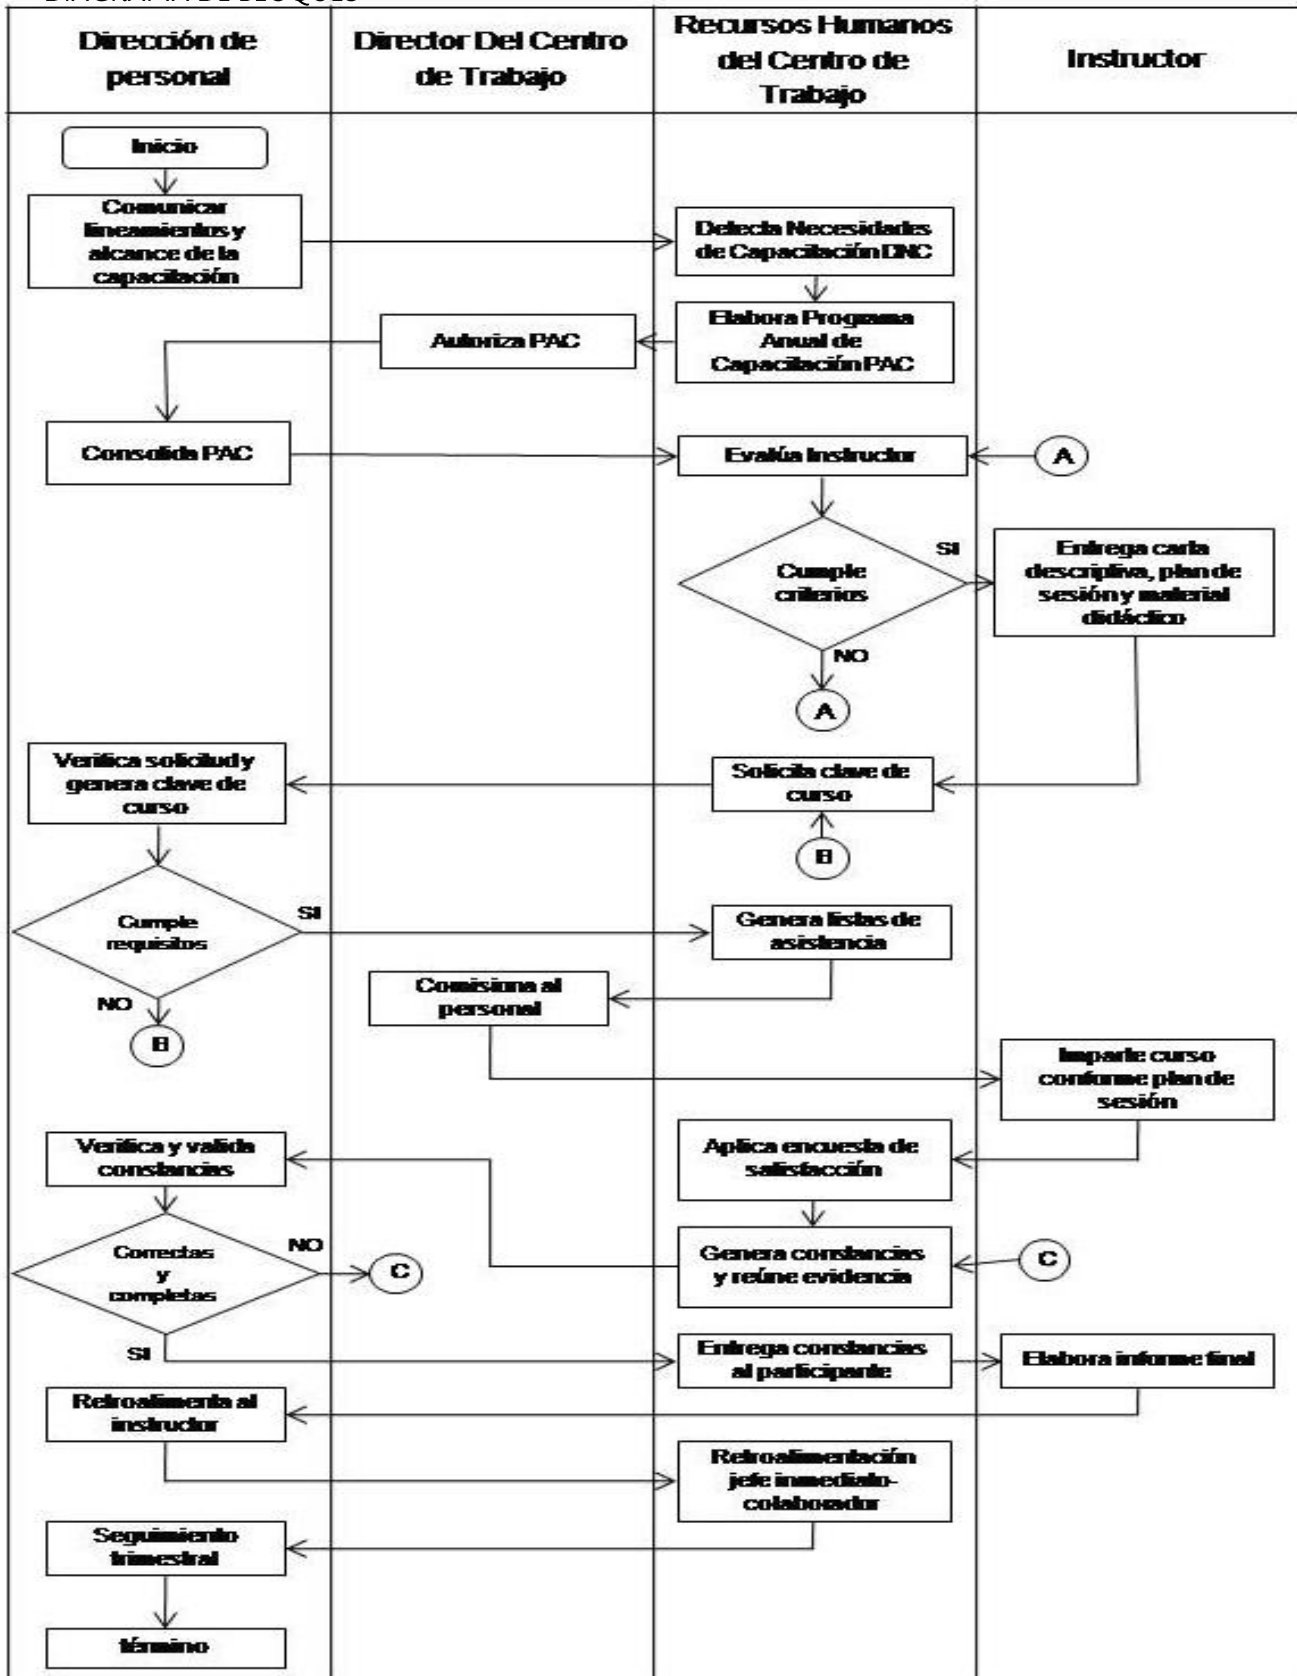 DIAGRAMA DE BLOQUES
Dirección de
personal
Director Del Centro
de Trabajo
Recursos Humanos
del Centro de
Trabajo
Instructor
Inicio
Comunicar
lineamientos y
alcance de la
capacitación
Detecta Necesidades
de Capacitación DNC
Elabora Programa
Anual de
Capacitación PAC
Autoriza PAC
Consolida PAC
Evalúa Instructor
A
Cumple
criterios
SI
Entrega carta
descriptiva, plan de
sesión y material
didáctico
NO
A
Verifica solicitud y
genera clave de
curso
Solicita clave de
curso
B
Cumple
requisitos
SI
Genera listas de
asistencia
NO
B
Comisiona al
personal
Imparte curso
conforme plan de
sesión
Verifica y valida
constancias
Aplica encuesta de
satisfacción
Correctas
y
completas
NO
C
Genera constancias
y reúne evidencia
C
SI
Entrega constancias
al participante
Elabora informe final
Retroalimenta al
instructor
Retroalimentación
jefe inmediato-
colaborador
Seguimiento
trimestral
término